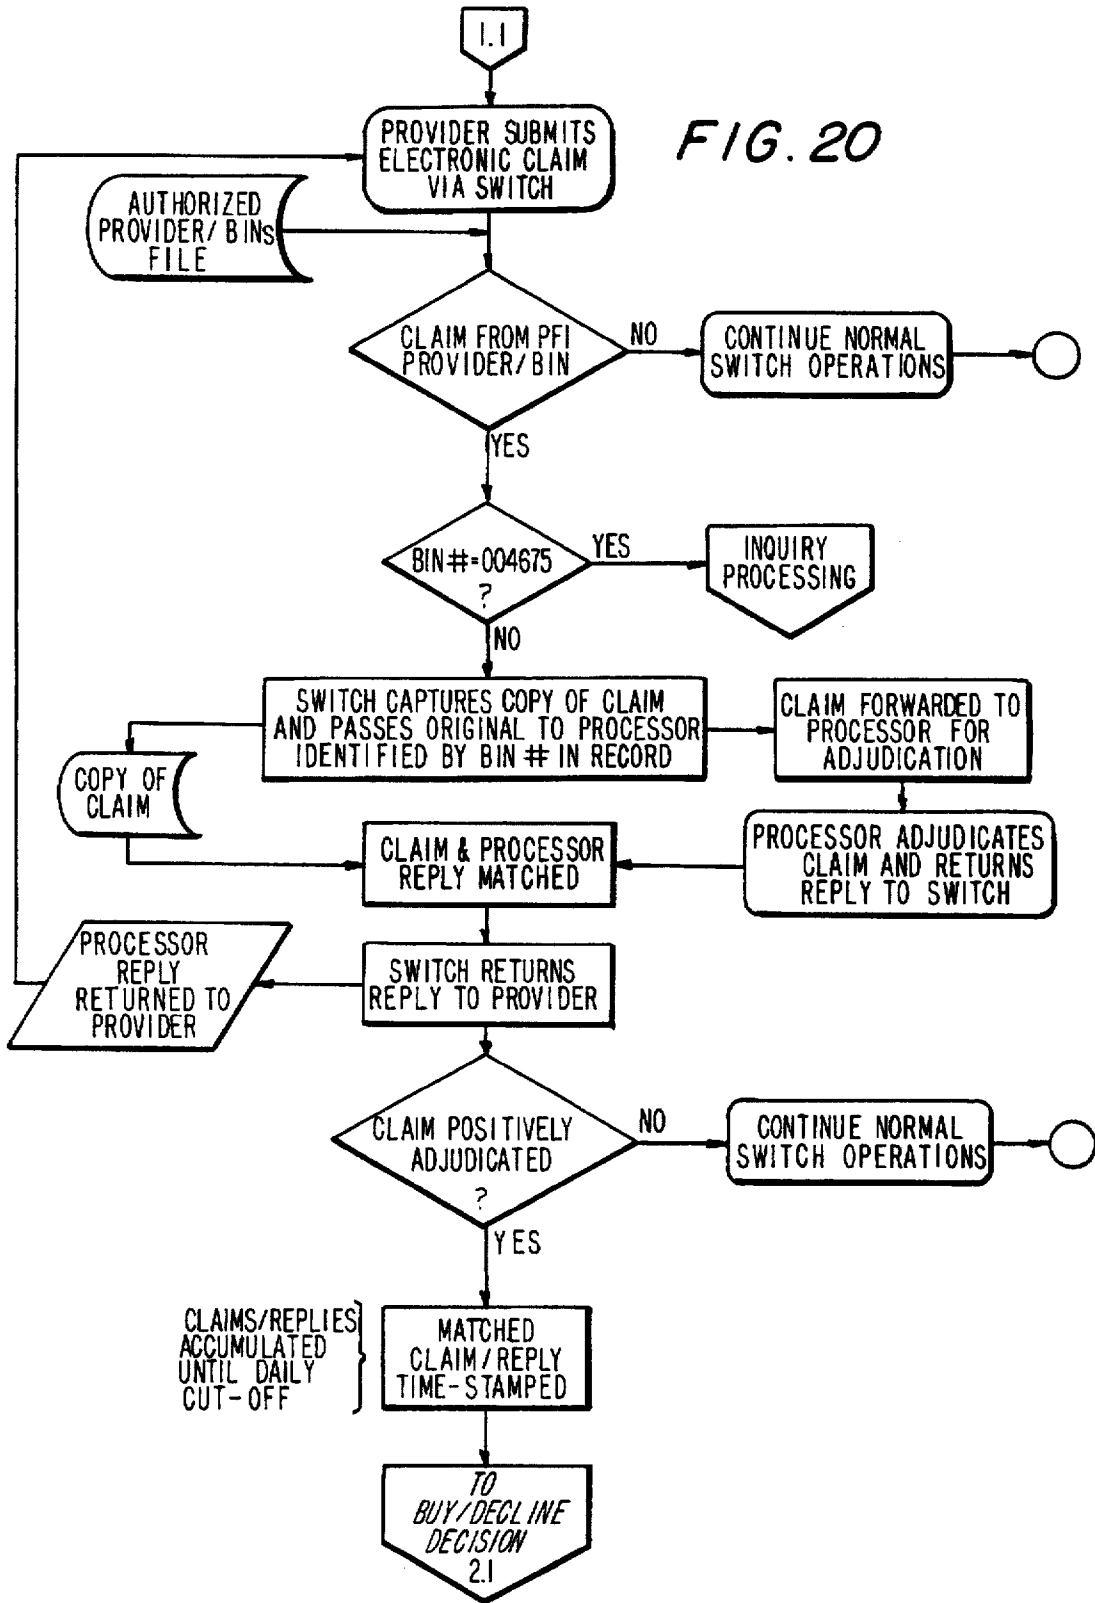 1.1
FIG. 20
PROVIDER SUBMITS
ELECTRONIC CLAIM
VIA SWITCH
AUTHORIZED
PROVIDER/BINs
FILE
CLAIM FROM PFI
PROVIDER/BIN
NO
CONTINUE NORMAL
SWITCH OPERATIONS
YES
BIN #=004675
?
YES
INQUIRY
PROCESSING
NO
SWITCH CAPTURES COPY OF CLAIM
AND PASSES ORIGINAL TO PROCESSOR
IDENTIFIED BY BIN # IN RECORD
CLAIM FORWARDED TO
PROCESSOR FOR
ADJUDICATION
COPY OF
CLAIM
CLAIM & PROCESSOR
REPLY MATCHED
PROCESSOR ADJUDICATES
CLAIM AND RETURNS
REPLY TO SWITCH
PROCESSOR
REPLY
RETURNED TO
PROVIDER
SWITCH RETURNS
REPLY TO PROVIDER
CLAIM POSITIVELY
ADJUDICATED
?
NO
CONTINUE NORMAL
SWITCH OPERATIONS
YES
CLAIMS/REPLIES
ACCUMULATED
UNTIL DAILY
CUT-OFF
MATCHED
CLAIM/REPLY
TIME-STAMPED
TO
BUY/DECLINE
DECISION
2.1